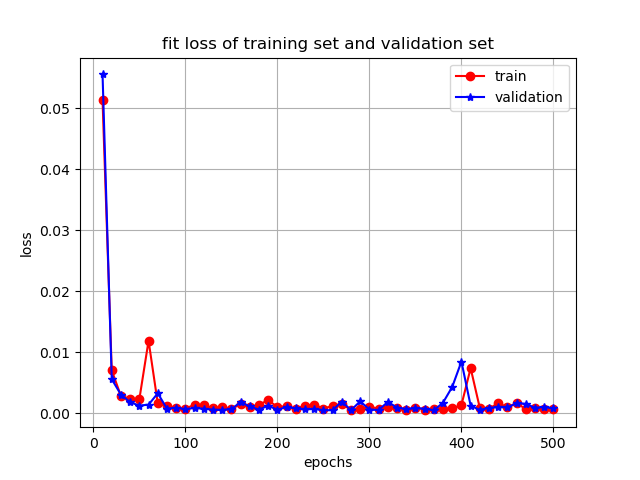 fit loss of training set and validation set
train
validation
0.05
0.04
0.03
0.02
0.01
0.00
loss
0 100 200 300 400 500
epochs